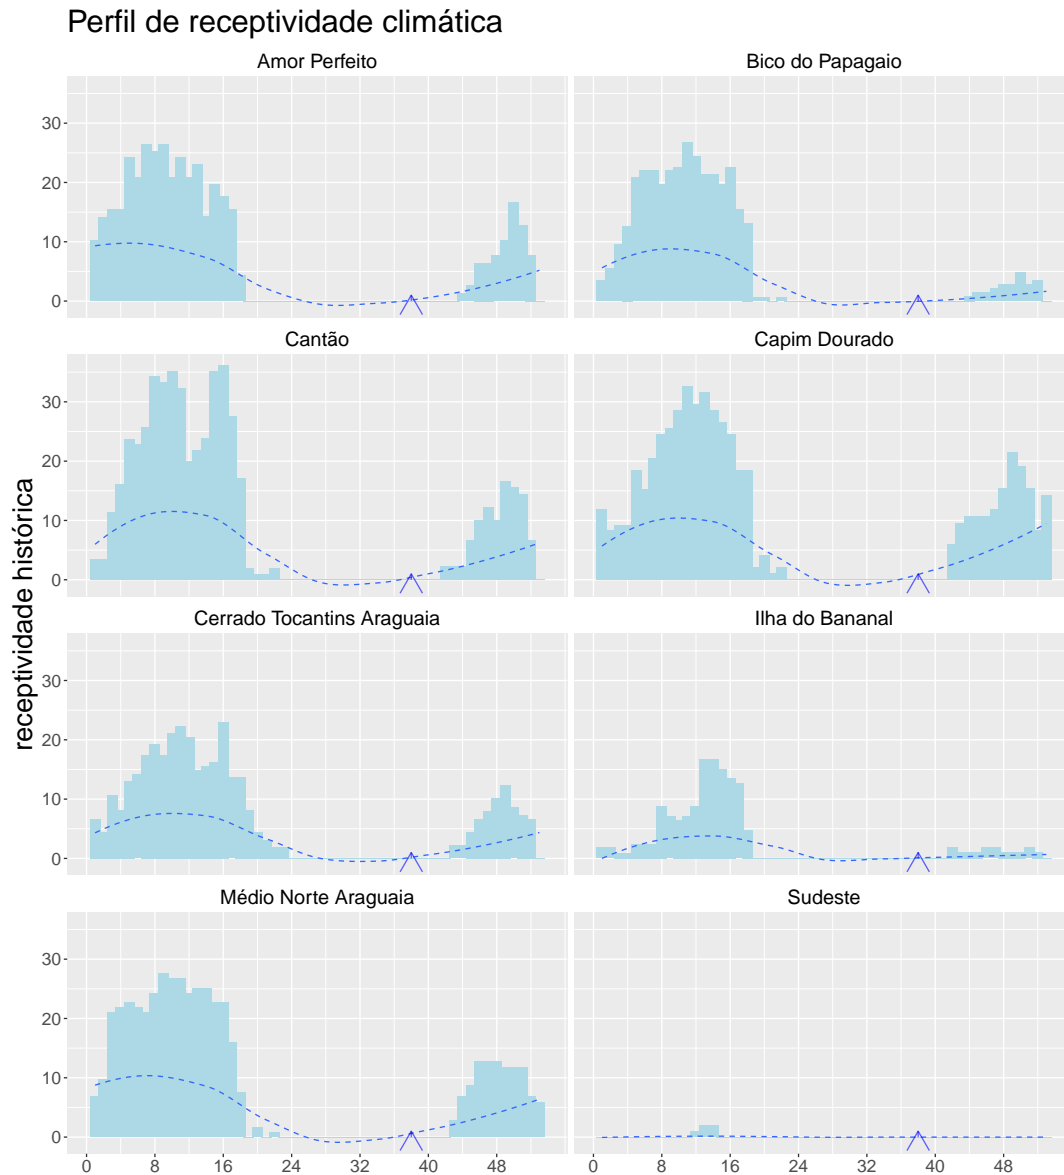 Perfil de receptividade climática
Amor Perfeito
Bico do Papagaio
30
20
10
0
Cantão
Capim Dourado
30
20
10
0
receptividade histórica
Cerrado Tocantins Araguaia
Ilha do Bananal
30
20
10
0
Médio Norte Araguaia
Sudeste
30
20
10
0
0 8 16 24 32 40 48
0 8 16 24 32 40 48